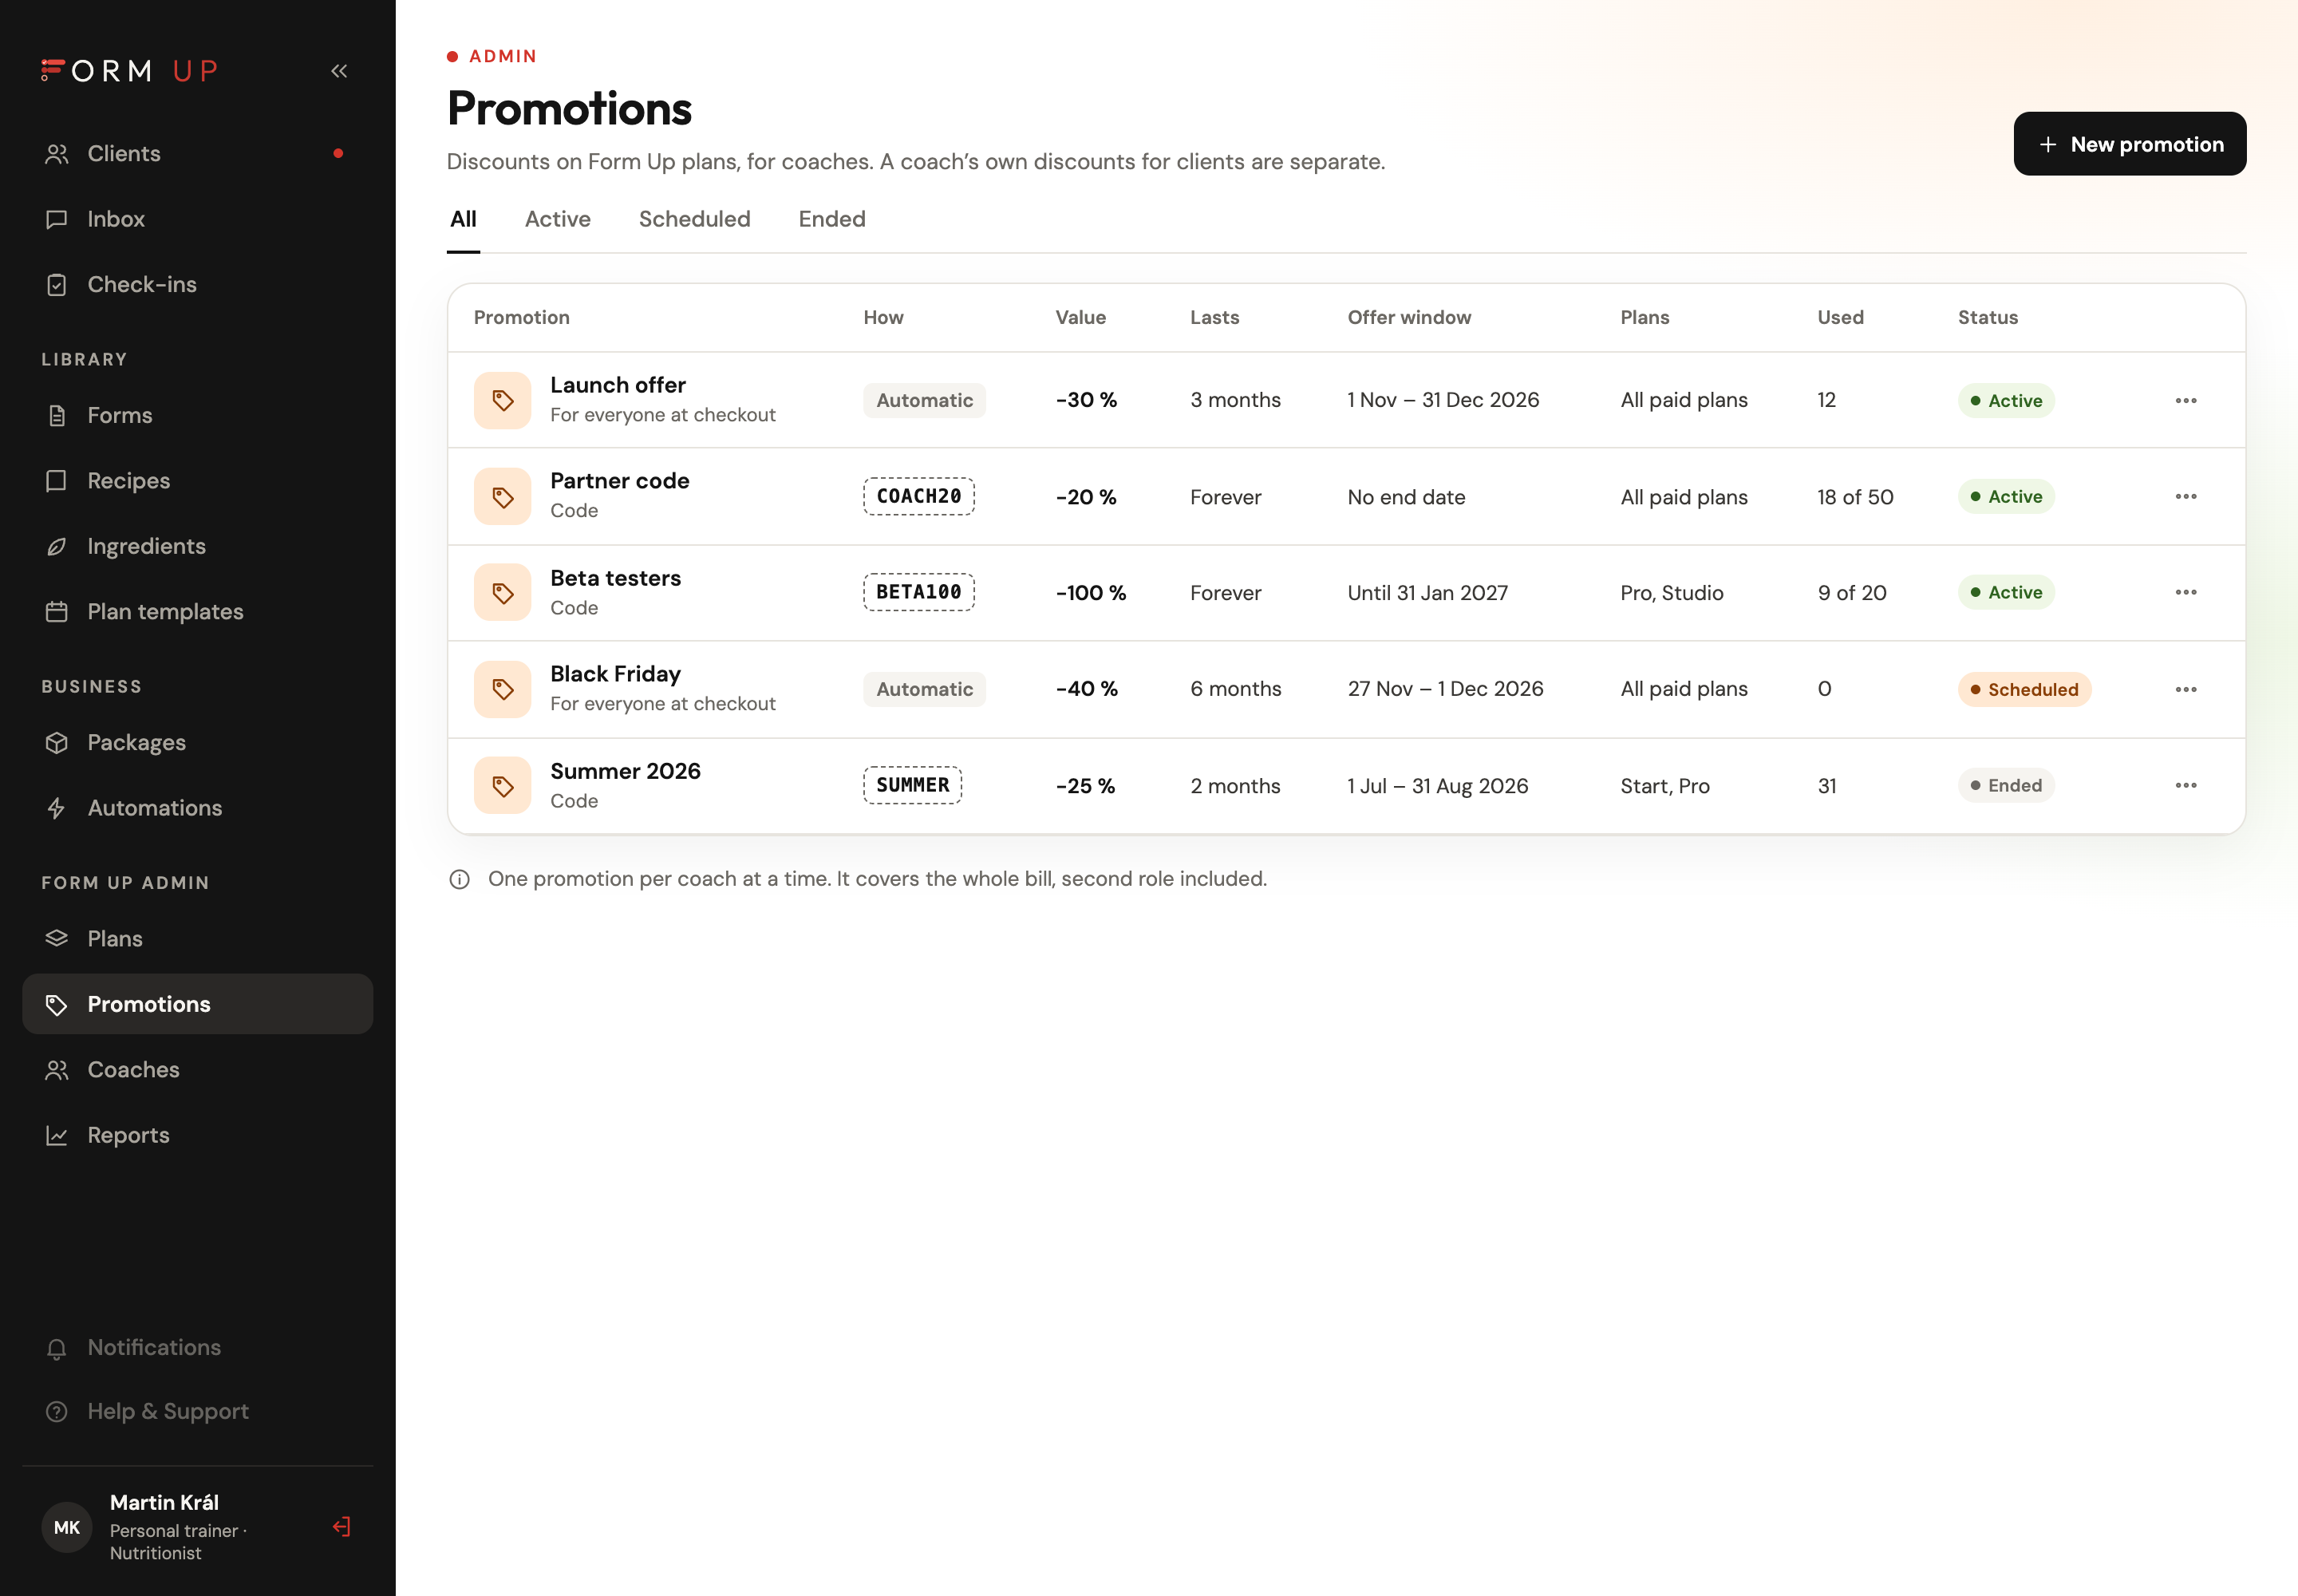 FORM UP
Clients
Inbox
Check-ins
LIBRARY
Forms
Recipes
Ingredients
Plan templates
BUSINESS
Packages
Automations
FORM UP ADMIN
Plans
Promotions
Coaches
Reports
Notifications
Help & Support
MK
Martin Král
Personal trainer ·
Nutritionist
ADMIN
Promotions
Discounts on Form Up plans, for coaches. A coach’s own discounts for clients are separate.
+ New promotion
All Active Scheduled Ended
Promotion How Value Lasts Offer window Plans Used Status
Launch offer
For everyone at checkout
Automatic −30 % 3 months 1 Nov – 31 Dec 2026 All paid plans 12 Active
Partner code
Code
COACH20 −20 % Forever No end date All paid plans 18 of 50 Active
Beta testers
Code
BETA100 −100 % Forever Until 31 Jan 2027 Pro, Studio 9 of 20 Active
Black Friday
For everyone at checkout
Automatic −40 % 6 months 27 Nov – 1 Dec 2026 All paid plans 0 Scheduled
Summer 2026
Code
SUMMER −25 % 2 months 1 Jul – 31 Aug 2026 Start, Pro 31 Ended
One promotion per coach at a time. It covers the whole bill, second role included.